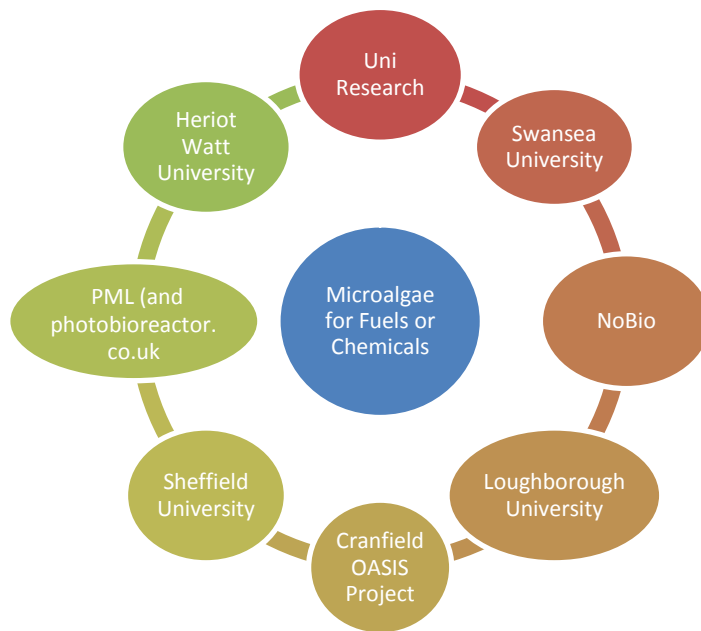 Uni
Research
Swansea
University
NoBio
Loughborough
University
Cranfield
OASIS
Project
Sheffield
University
PML (and
photobioreactor.
co.uk
Heriot
Watt
University
Microalgae
for Fuels or
Chemicals